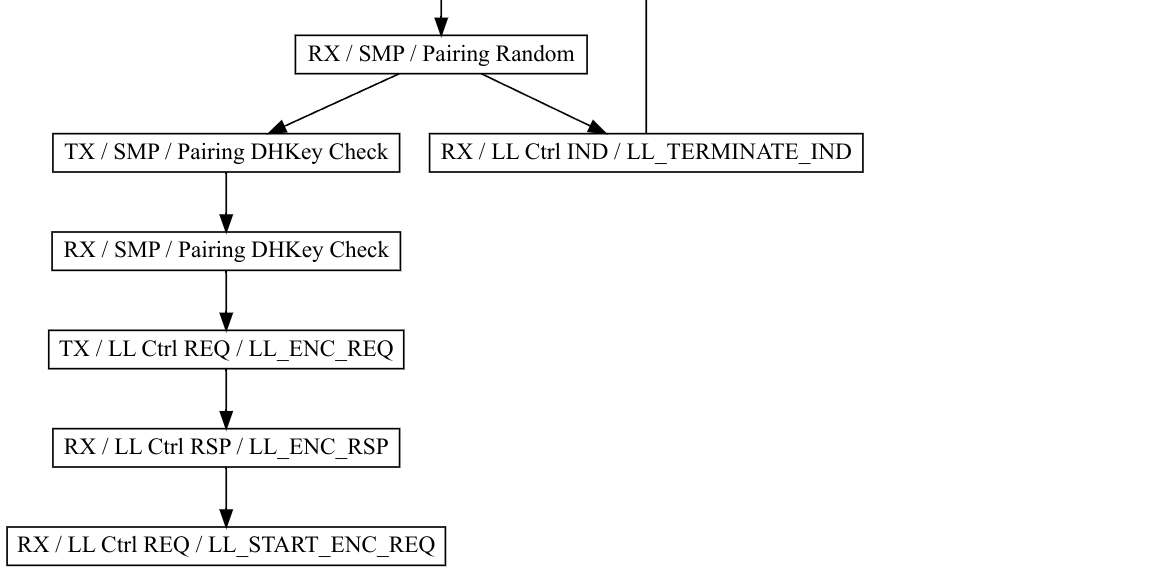 RX / SMP / Pairing Random
TX / SMP / Pairing DHKey Check
RX / LL Ctrl IND / LL_TERMINATE_IND
RX / SMP / Pairing DHKey Check
TX / LL Ctrl REQ / LL_ENC_REQ
RX / LL Ctrl RSP / LL_ENC_RSP
RX / LL Ctrl REQ / LL_START_ENC_REQ